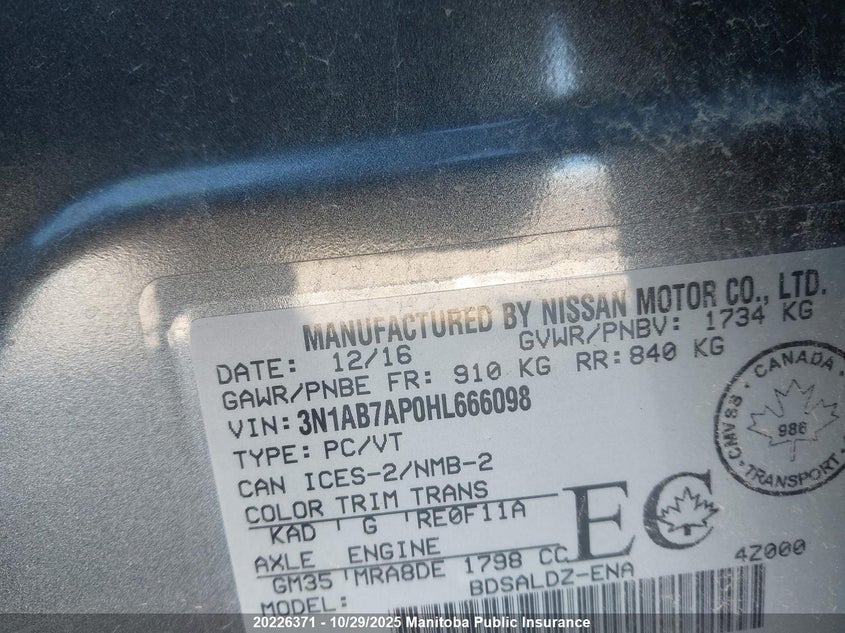 MANUFACTURED BY NISSAN MOTOR CO., LTD.
DATE: 12/16 GVWR/PNBV: 1734 KG
GAWR/PNBE FR: 910 KG RR: 840 KG
VIN: 3N1AB7AP0HL666098
TYPE: PC/VT
CAN ICES-2/NMB-2
COLOR TRIM TRANS
KAD G RE0F11A
AXLE ENGINE
GM35 MRA8DE 1798 CC
MODEL: BDSALDZ-ENA
EC
4Z000
CANADA
CMVSS
986
TRANSPORT
20226371 - 10/29/2025 Manitoba Public Insurance